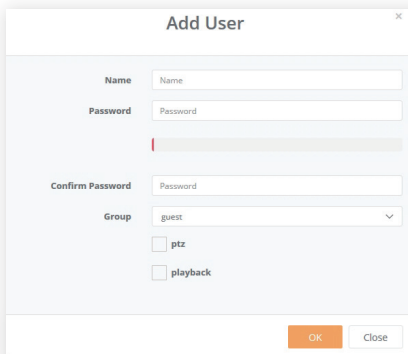 Add User
×
Name Name
Password Password
Confirm Password Password
Group guest
ptz
playback
OK Close